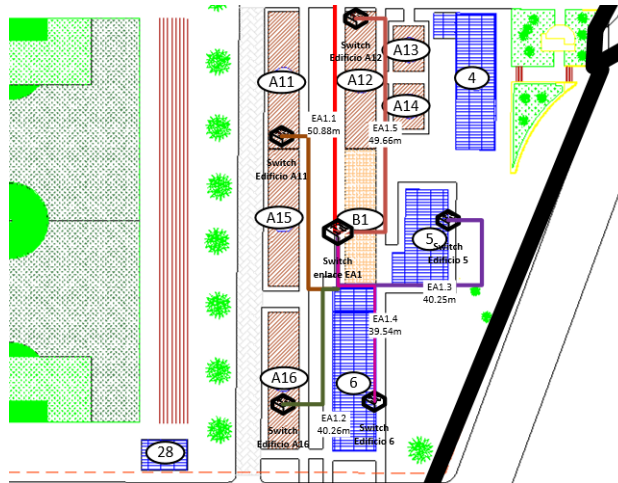 Switch
Edificio A12
A13
A11
A12
4
A14
EA1.1
50.88m
EA1.5
49.66m
Switch
Edificio A11
A15
B1
5
Switch
Edificio 5
Switch
enlace EA1
EA1.3
40.25m
EA1.4
39.54m
A16
6
Switch
Edificio A16
EA1.2
40.26m
Switch
Edificio 6
28